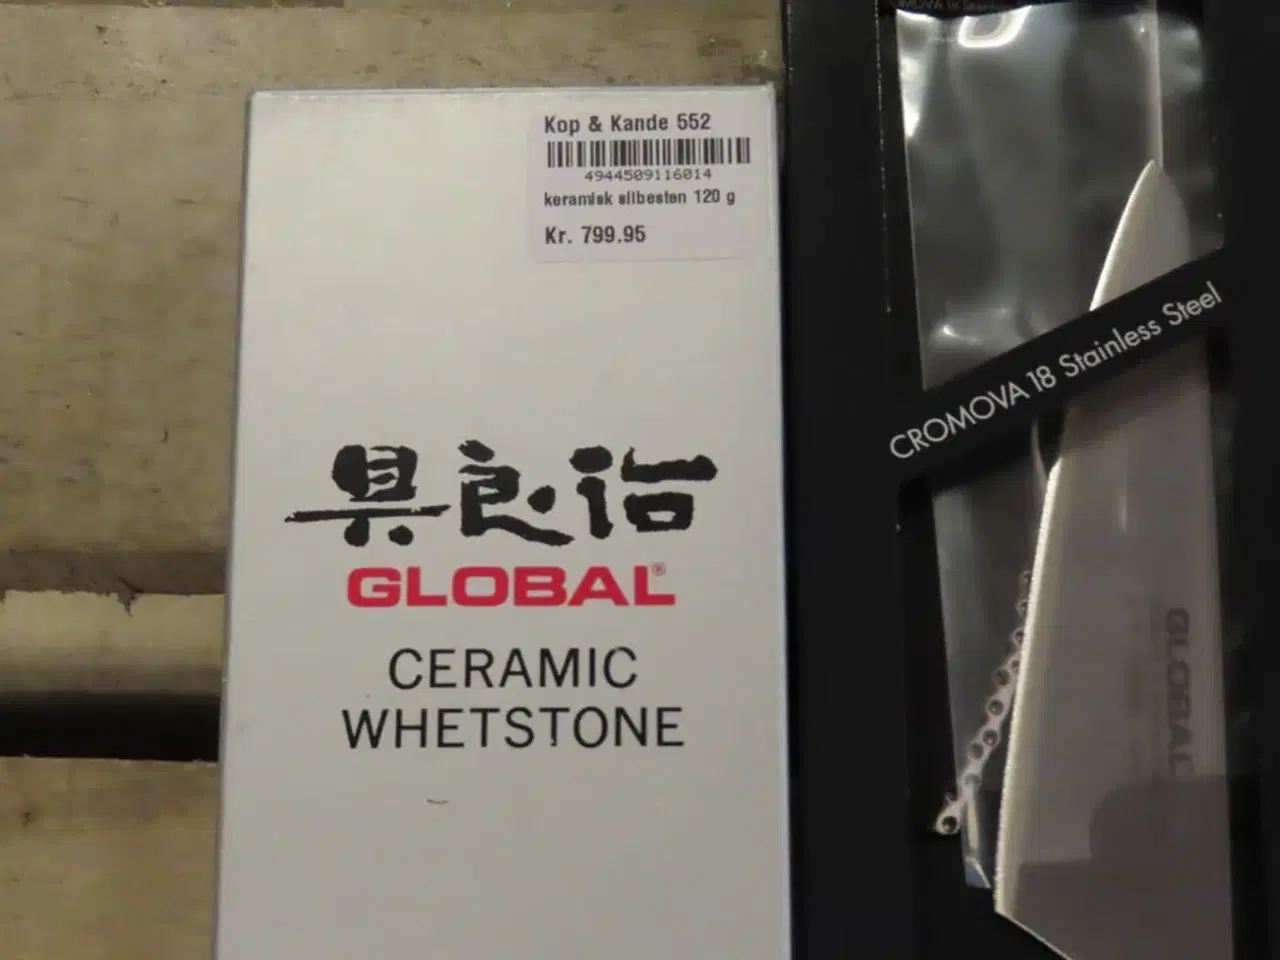 Kop & Kande 552
4944509116014
keramisk slibesten 120 g
Kr. 799.95
具良治
GLOBAL®
CERAMIC
WHETSTONE
CROMOVA 18 Stainless Steel
GLOBAL